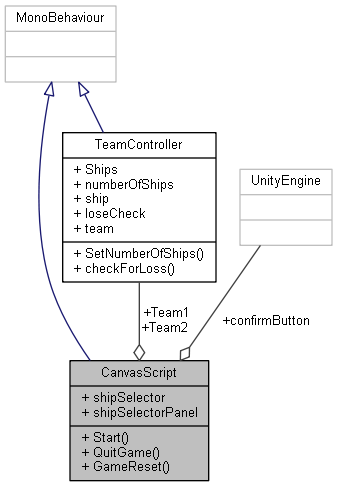 MonoBehaviour
TeamController
+ Ships
+ numberOfShips
+ ship
+ loseCheck
+ team
+ SetNumberOfShips()
+ checkForLoss()
UnityEngine
+Team1
+Team2
+confirmButton
CanvasScript
+ shipSelector
+ shipSelectorPanel
+ Start()
+ QuitGame()
+ GameReset()